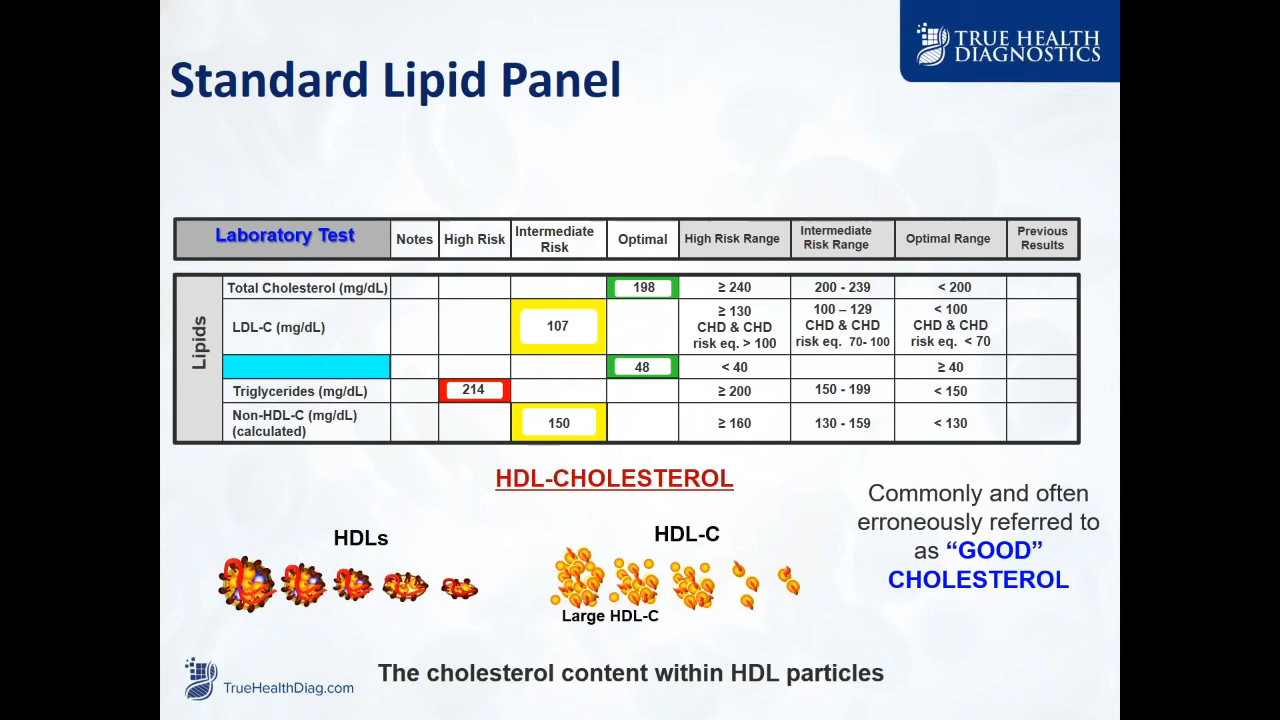 TRUE HEALTH
DIAGNOSTICS
Standard Lipid Panel
Laboratory Test Notes High Risk Intermediate Risk Optimal High Risk Range Intermediate Risk Range Optimal Range Previous Results
Lipids
Total Cholesterol (mg/dL) 198 ≥ 240 200 - 239 < 200
LDL-C (mg/dL) 107 ≥ 130 CHD & CHD risk eq. > 100 100 – 129 CHD & CHD risk eq. 70- 100 < 100 CHD & CHD risk eq. < 70
48 < 40 ≥ 40
Triglycerides (mg/dL) 214 ≥ 200 150 - 199 < 150
Non-HDL-C (mg/dL) (calculated) 150 ≥ 160 130 - 159 < 130
HDL-CHOLESTEROL
HDLs
HDL-C
Large HDL-C
Commonly and often
erroneously referred to
as “GOOD”
CHOLESTEROL
The cholesterol content within HDL particles
TrueHealthDiag.com